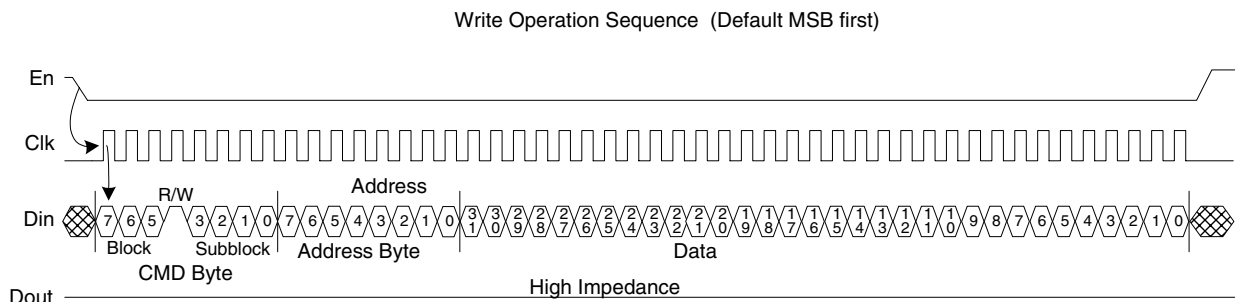 Write Operation Sequence (Default MSB first)
En
Clk
R/W
Address
Din
7 6 5 3 2 1 0 7 6 5 4 3 2 1 0 31 30 29 28 27 26 25 24 23 22 21 20 19 18 17 16 15 14 13 12 11 10 9 8 7 6 5 4 3 2 1 0
Block Subblock Address Byte Data
CMD Byte
High Impedance
Dout